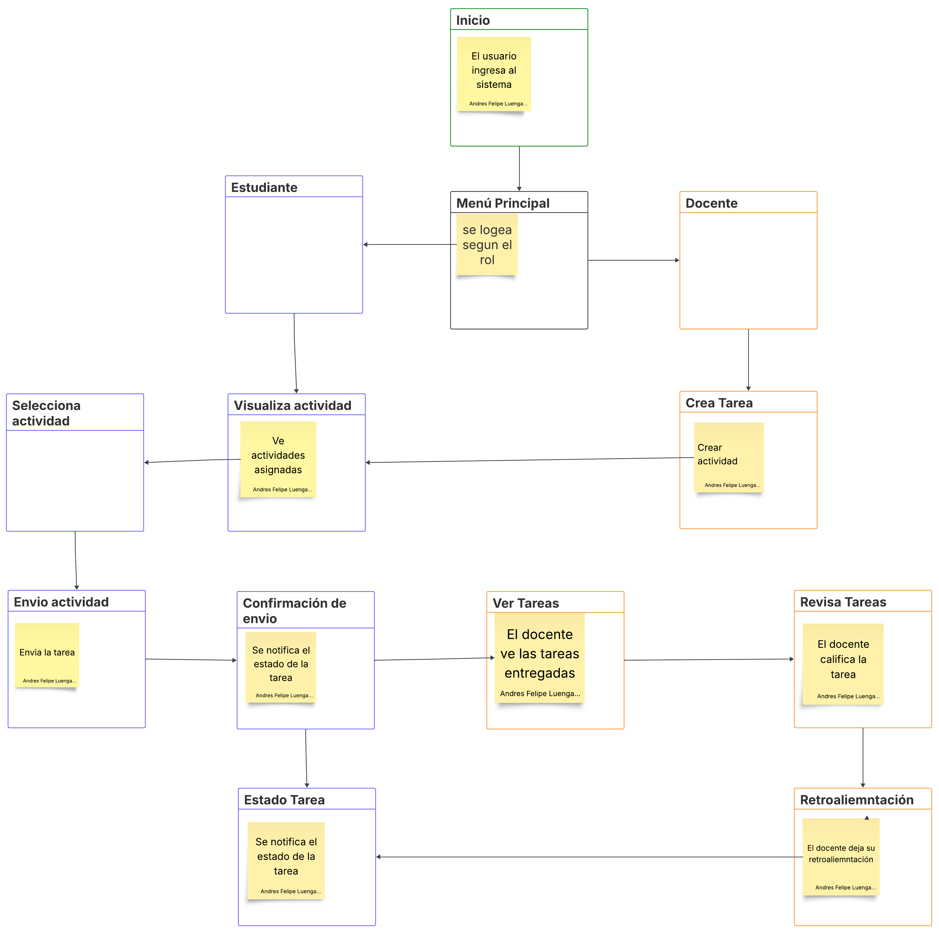 Inicio
El usuario
ingresa al
sistema
Andres Felipe Luenga...
Estudiante
Menú Principal
se logea
segun el
rol
Docente
Selecciona
actividad
Visualiza actividad
Ve
actividades
asignadas
Andres Felipe Luenga...
Crea Tarea
Crear
actividad
Andres Felipe Luenga...
Envio actividad
Envia la tarea
Andres Felipe Luenga...
Confirmación de
envio
Se notifica el
estado de la
tarea
Andres Felipe Luenga...
Ver Tareas
El docente
ve las tareas
entregadas
Andres Felipe Luenga...
Revisa Tareas
El docente
califica la
tarea
Andres Felipe Luenga...
Estado Tarea
Se notifica el
estado de la
tarea
Andres Felipe Luenga...
Retroaliemntación
El docente deja su
retroaliemntación
Andres Felipe Luenga...